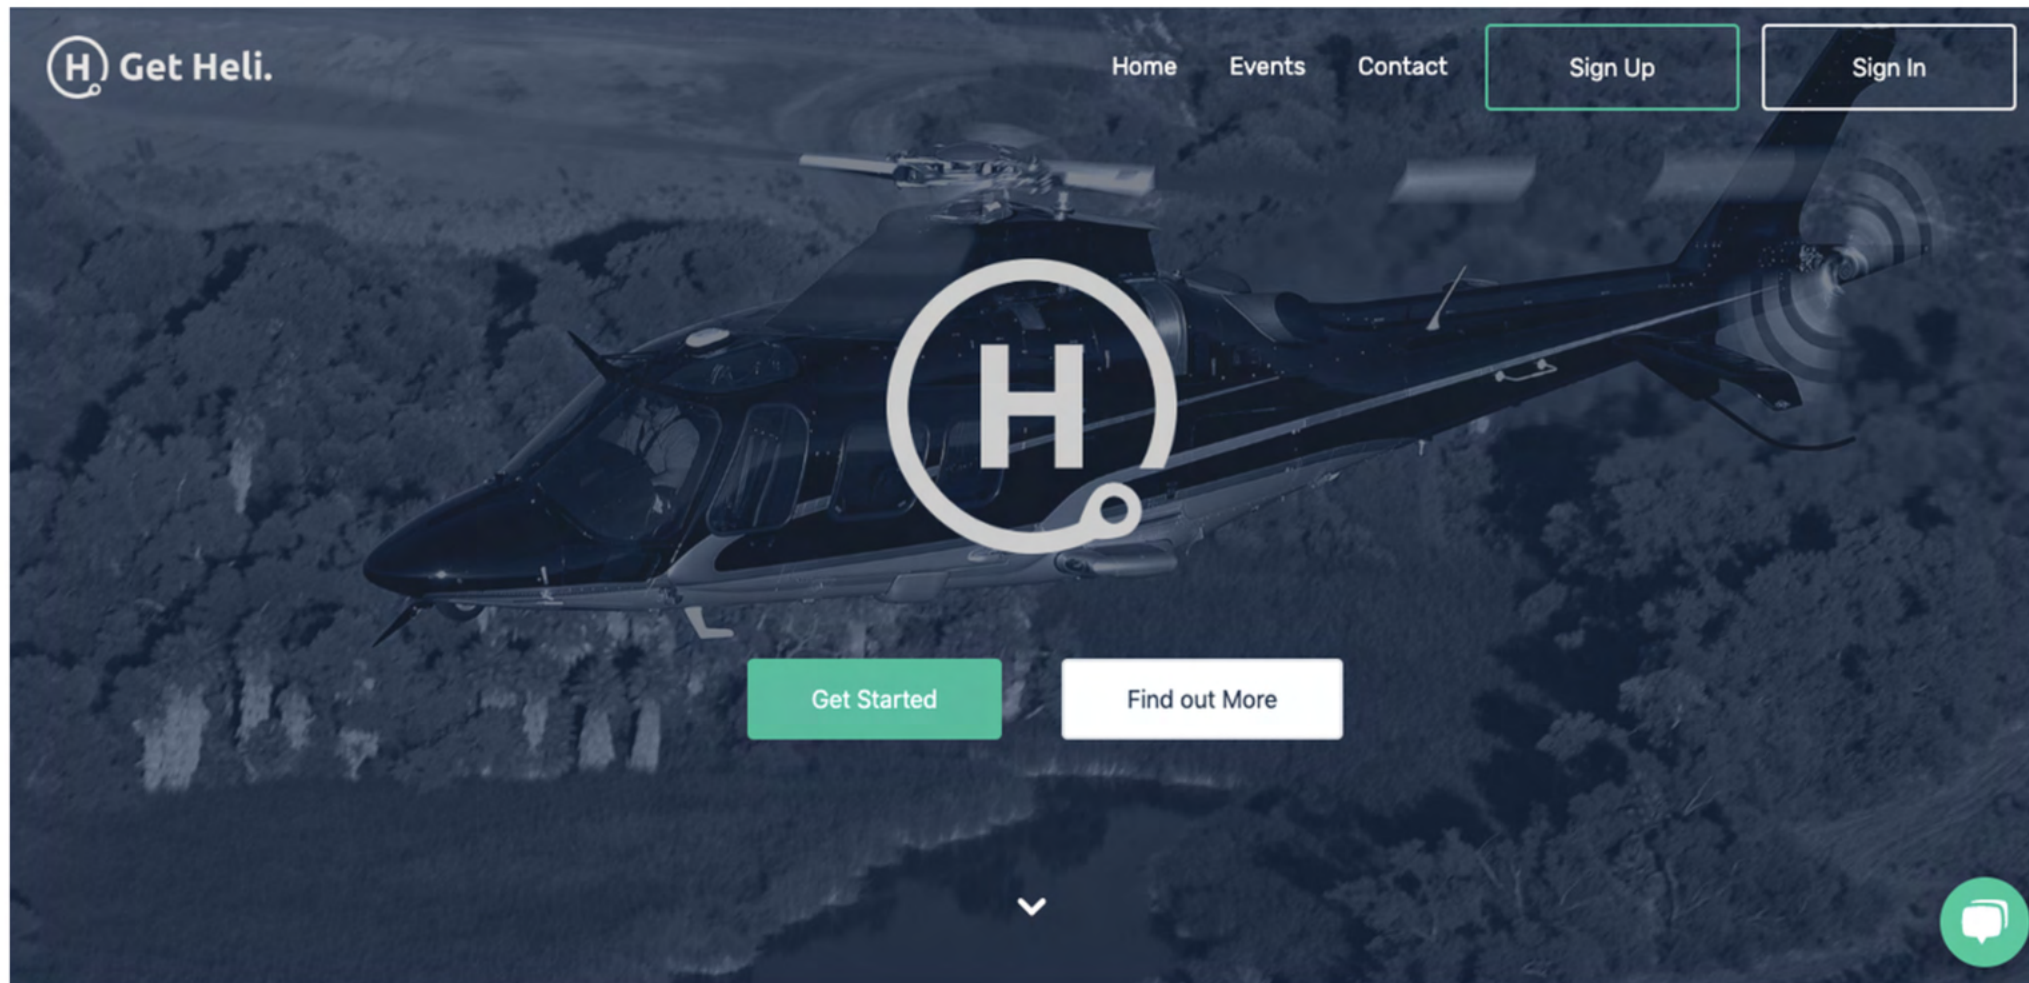 H Get Heli.
Home Events Contact Sign Up Sign In
H
Get Started Find out More